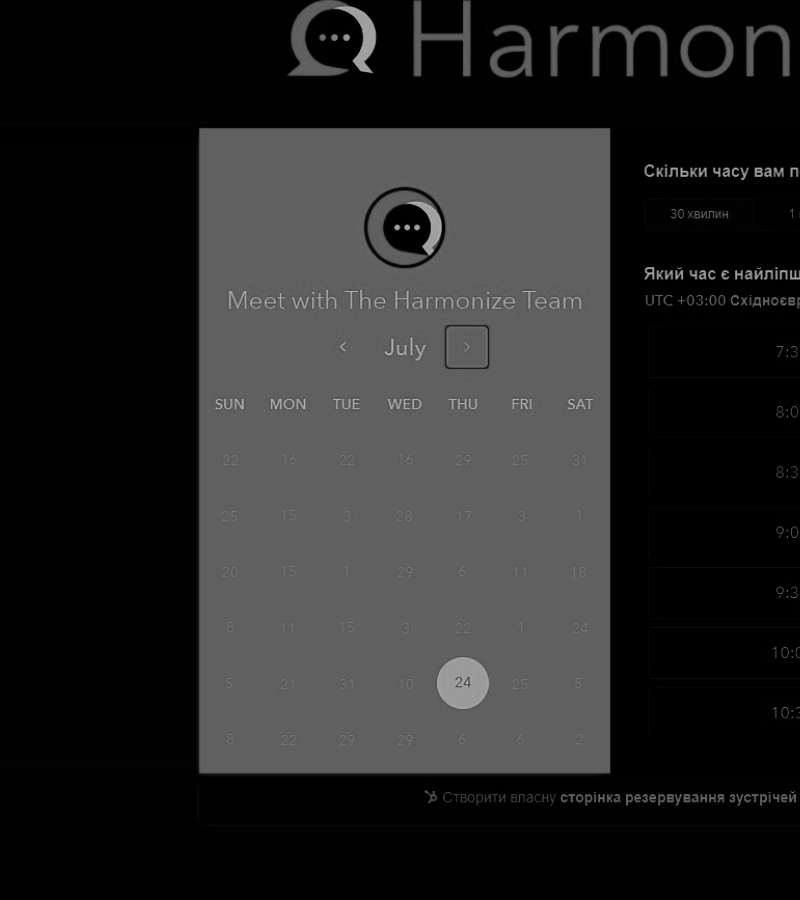 Harmon
Meet with The Harmonize Team
July
SUN MON TUE WED THU FRI SAT
22 16 22 16 29 25 31
25 15 3 28 17 3 1
20 15 1 29 6 11 18
8 11 15 3 22 1 24
5 21 31 10 24 25 5
8 22 29 29 6 6 2
Скільки часу вам п
30 хвилин 1
Який час є найліпш
UTC +03:00 Східноєвр
7:3
8:0
8:3
9:0
9:3
10:0
10:3
Створити власну сторінка резервування зустрічей